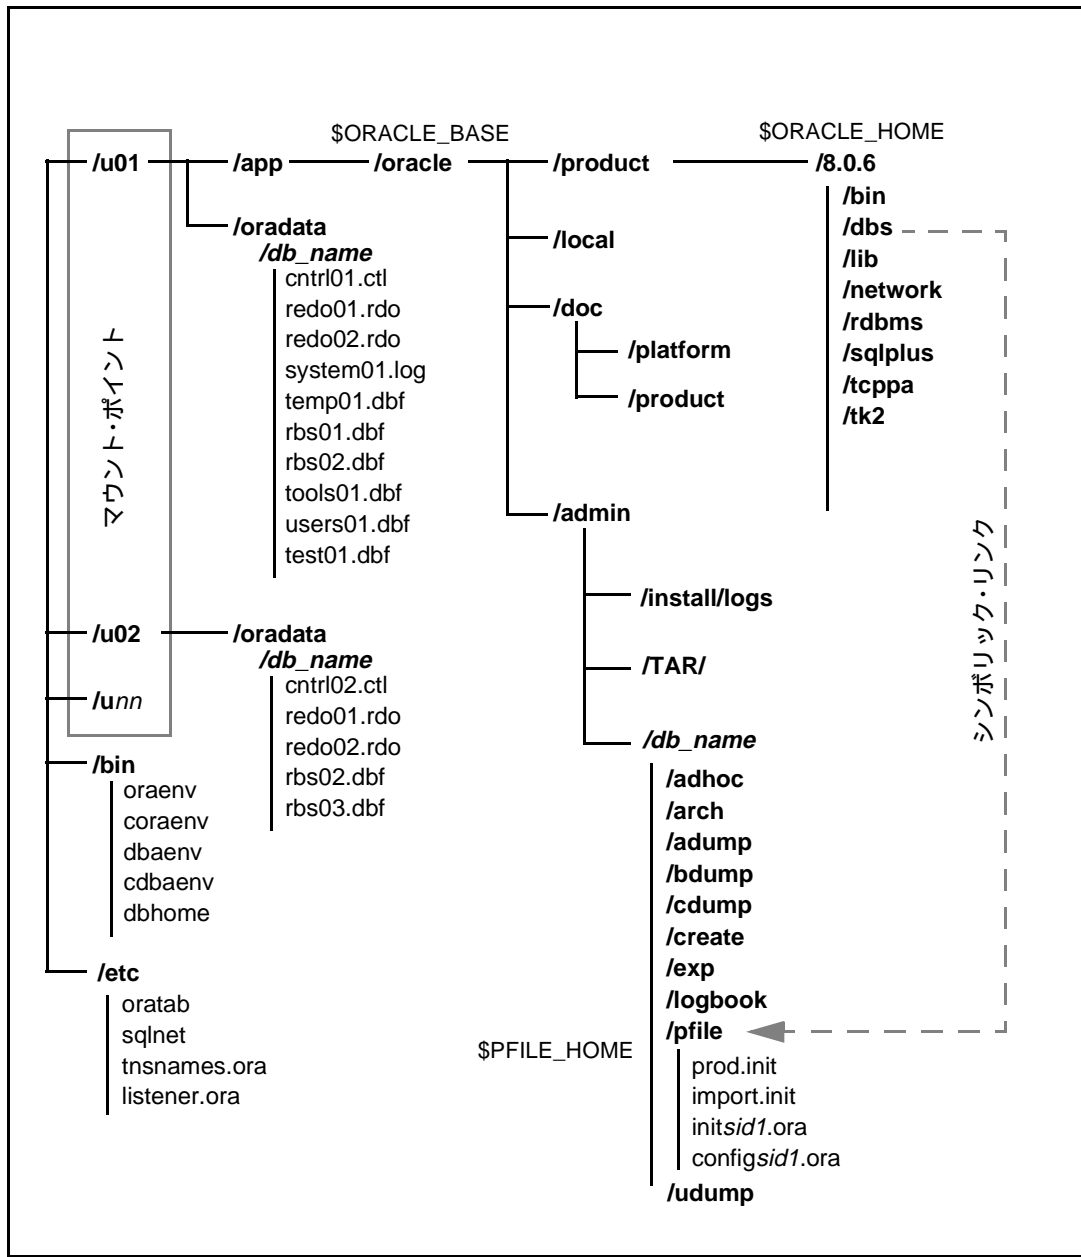 $ORACLE_BASE
$ORACLE_HOME
/u01
/app
/oracle
/product
/8.0.6
/bin
/dbs
/lib
/network
/rdbms
/sqlplus
/tcppa
/tk2
/local
/doc
/platform
/product
/oradata
/db_name
cntrl01.ctl
redo01.rdo
redo02.rdo
system01.log
temp01.dbf
rbs01.dbf
rbs02.dbf
tools01.dbf
users01.dbf
test01.dbf
マウント・ポイント
/admin
/install/logs
/TAR/
/db_name
/adhoc
/arch
/adump
/bdump
/cdump
/create
/exp
/logbook
/pfile
$PFILE_HOME
prod.init
import.init
initsid1.ora
configsid1.ora
/udump
シンボリック・リンク
/u02
/oradata
/db_name
cntrl02.ctl
redo01.rdo
redo02.rdo
rbs02.dbf
rbs03.dbf
/unn
/bin
oraenv
coraenv
dbaenv
cdbaenv
dbhome
/etc
oratab
sqlnet
tnsnames.ora
listener.ora